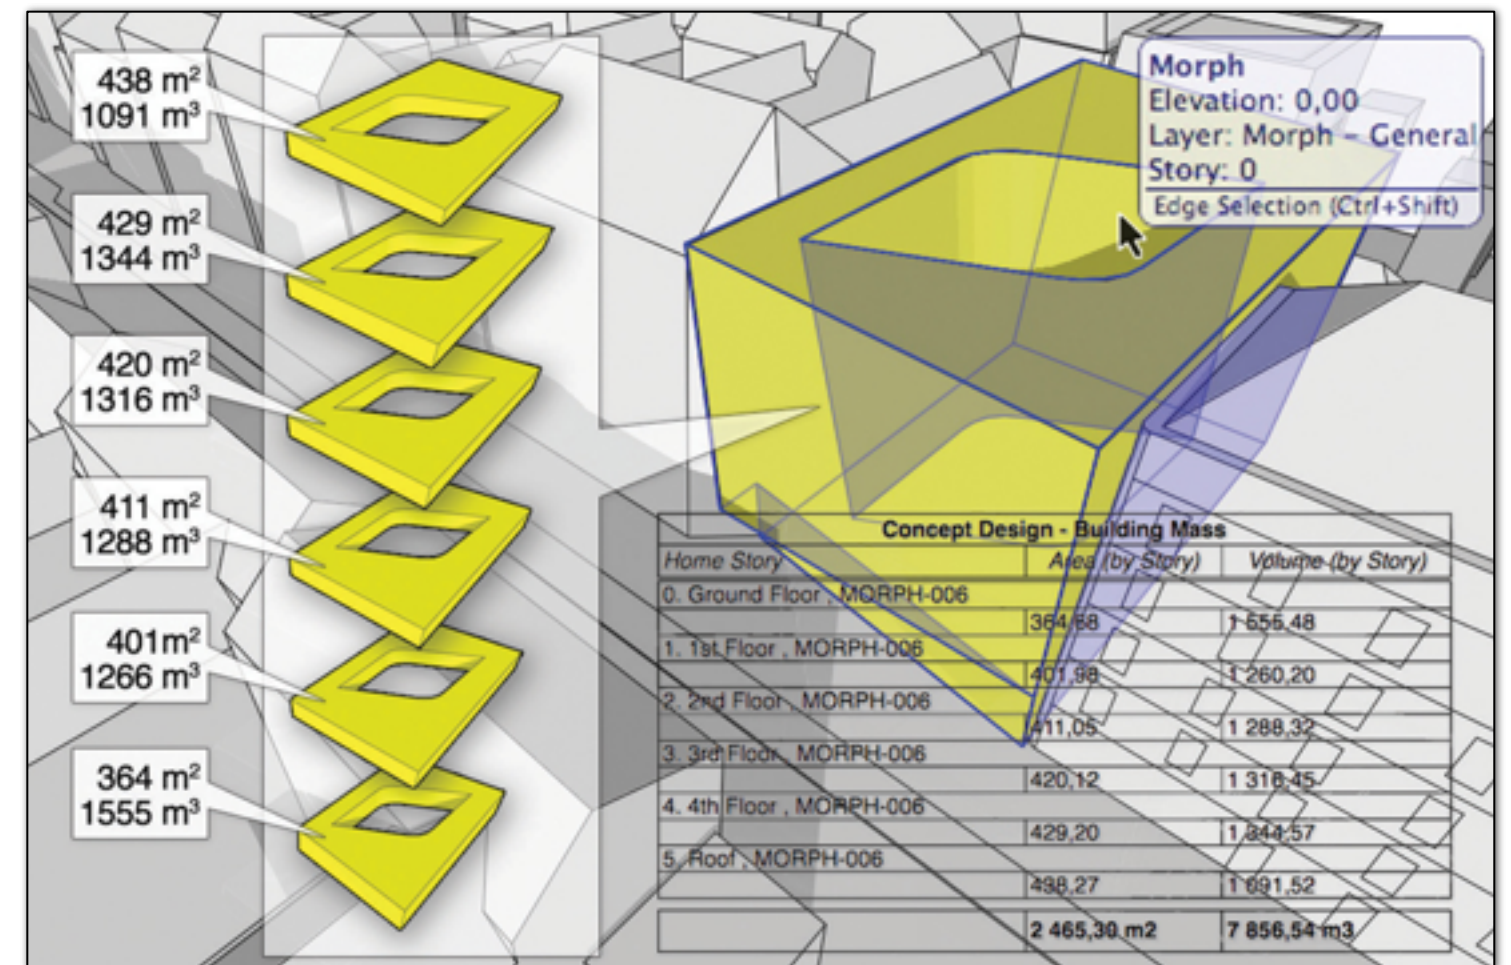 438 m²
1091 m³
429 m²
1344 m³
420 m²
1316 m³
411 m²
1288 m³
401m²
1266 m³
364 m²
1555 m³
Morph
Elevation: 0,00
Layer: Morph – General
Story: 0
Edge Selection (Ctrl+Shift)
Concept Design - Building Mass
Home Story Area (by Story) Volume (by Story)
0. Ground Floor , MORPH-006
364,68 1 556,48
1. 1st Floor , MORPH-006
401,98 1 260,20
2. 2nd Floor , MORPH-006
411,05 1 288,32
3. 3rd Floor , MORPH-006
420,12 1 316,45
4. 4th Floor , MORPH-006
429,20 1 344,57
5. Roof , MORPH-006
438,27 1 091,52
2 465,30 m2 7 856,54 m3